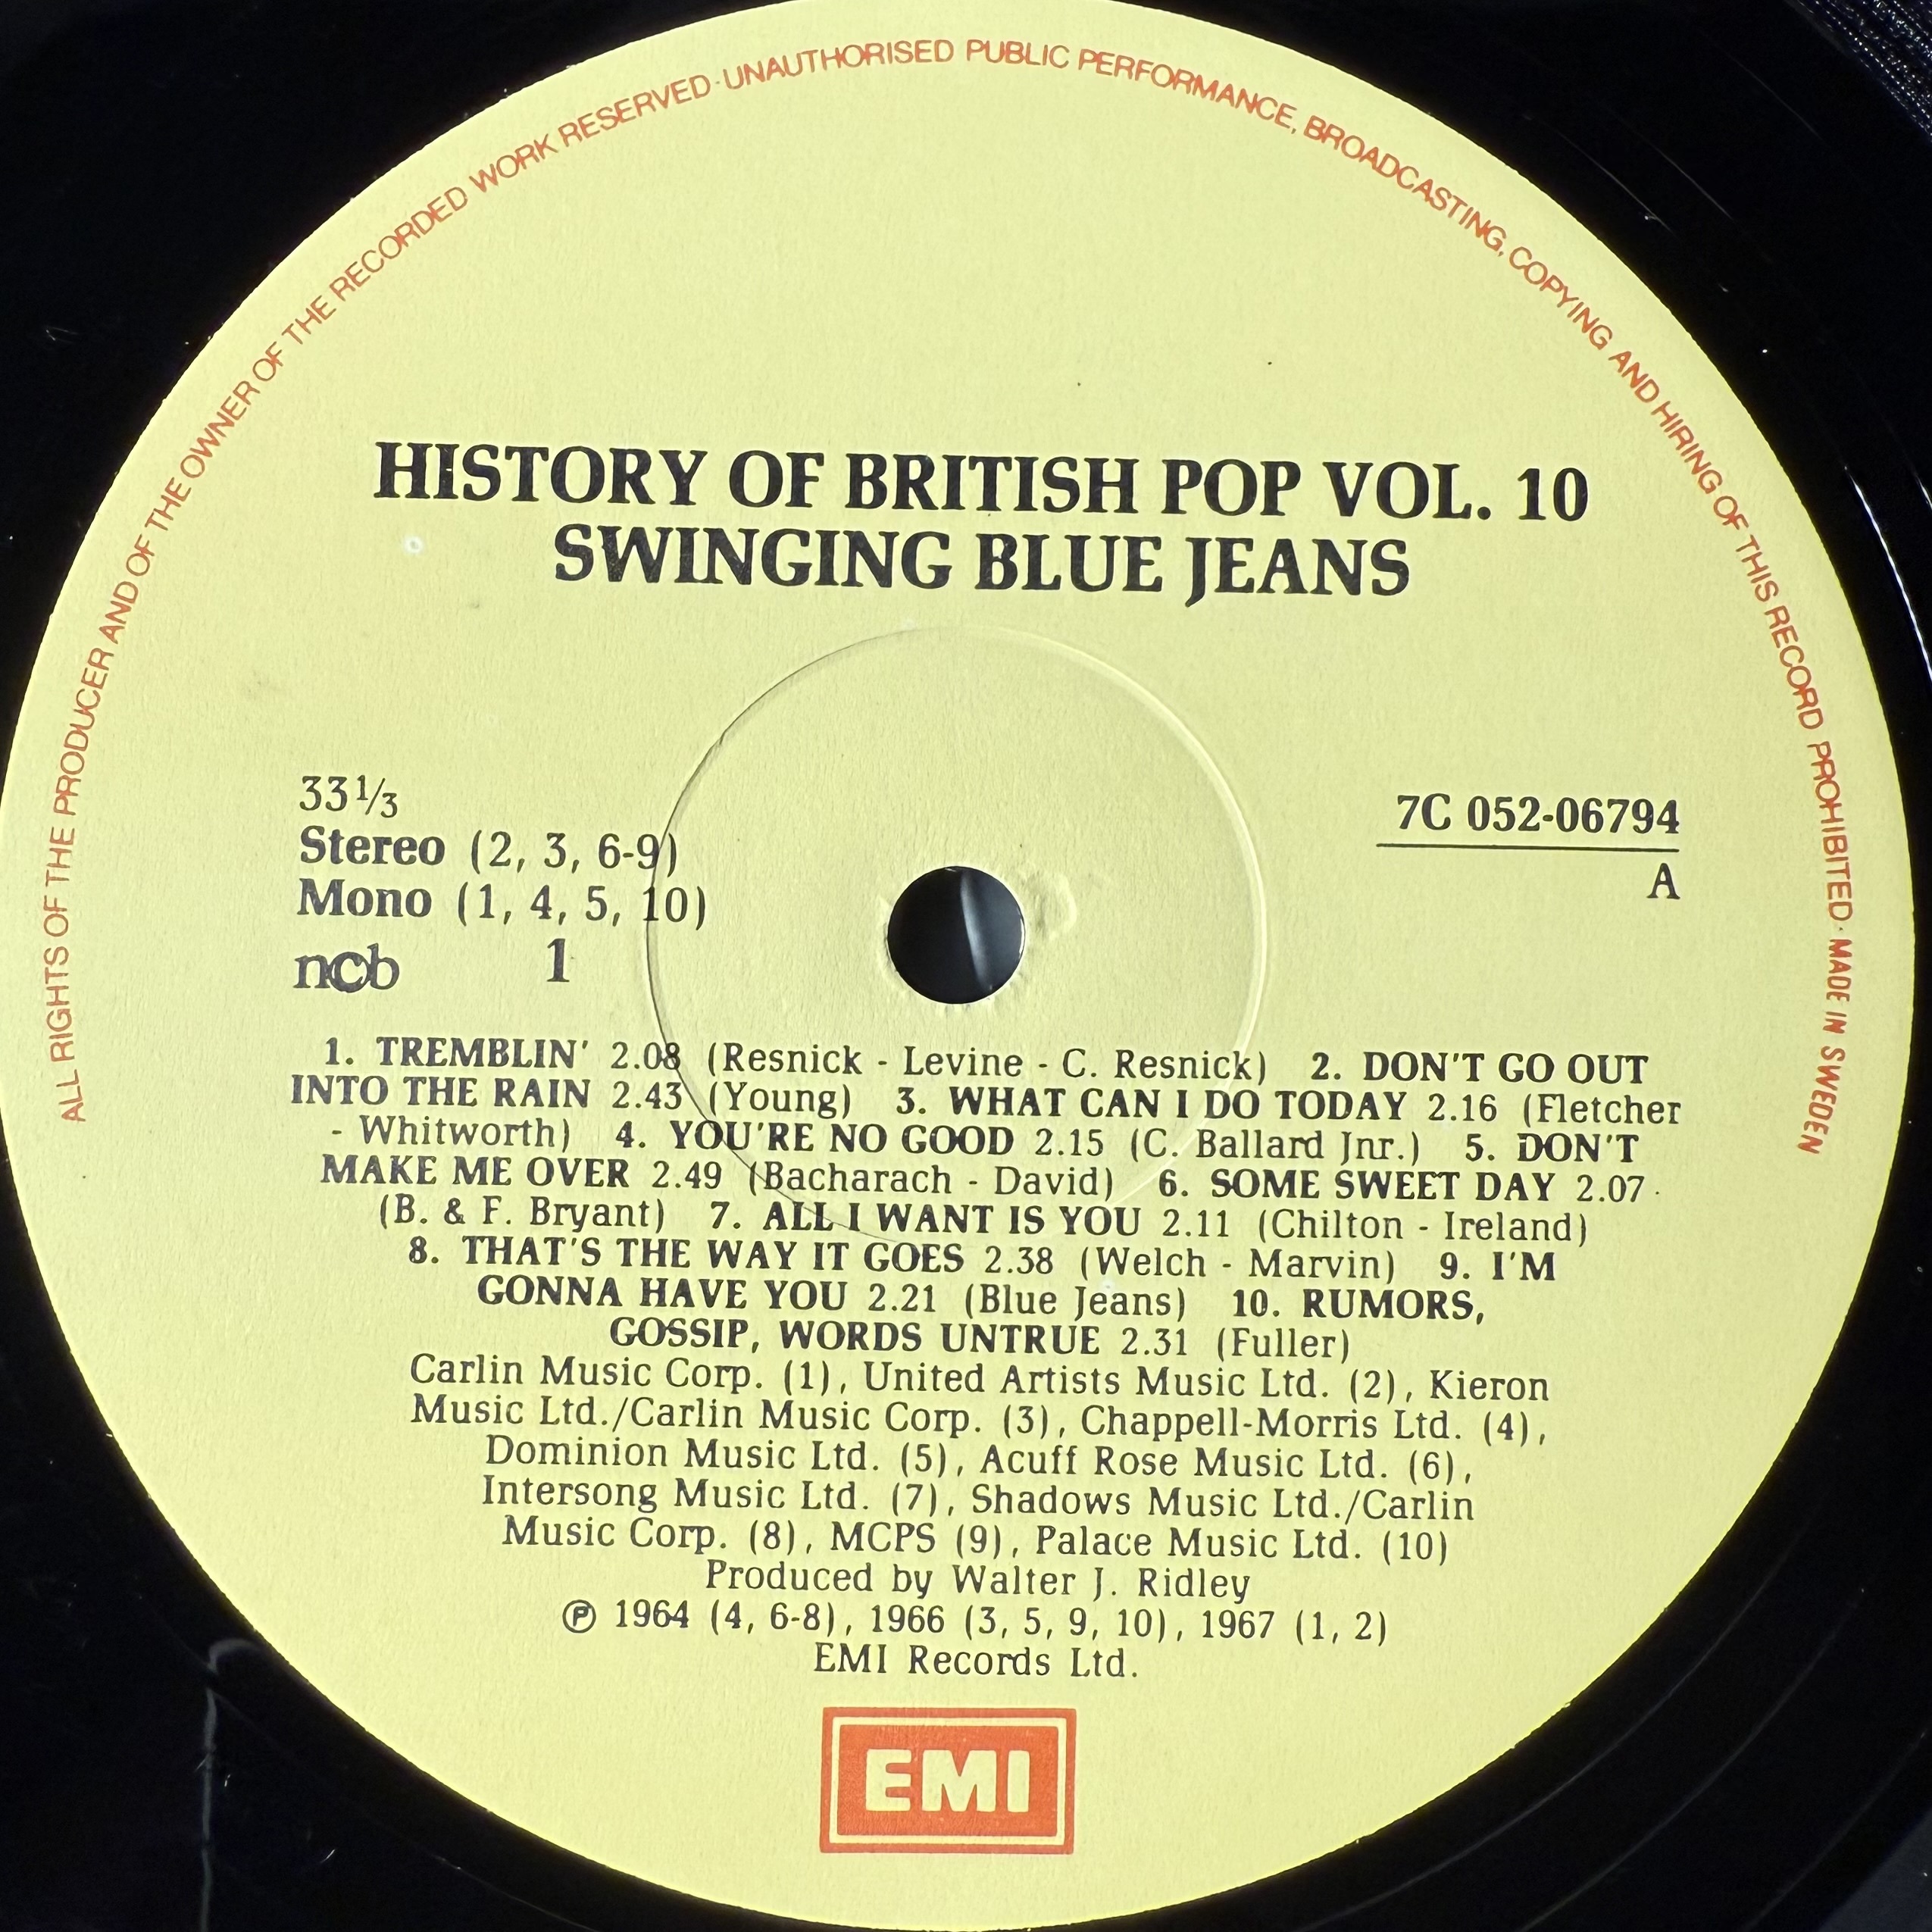 ALL RIGHTS OF THE PRODUCER AND OF THE OWNER OF THE RECORDED WORK RESERVED · UNAUTHORISED PUBLIC PERFORMANCE, BROADCASTING, COPYING AND HIRING OF THIS RECORD PROHIBITED · MADE IN SWEDEN
HISTORY OF BRITISH POP VOL. 10
SWINGING BLUE JEANS
33⅓
Stereo (2, 3, 6-9)
Mono (1, 4, 5, 10)
ncb 1
7C 052-06794
A
1. TREMBLIN' 2.08 (Resnick - Levine - C. Resnick) 2. DON'T GO OUT
INTO THE RAIN 2.43 (Young) 3. WHAT CAN I DO TODAY 2.16 (Fletcher
- Whitworth) 4. YOU'RE NO GOOD 2.15 (C. Ballard Jnr.) 5. DON'T
MAKE ME OVER 2.49 (Bacharach - David) 6. SOME SWEET DAY 2.07
(B. & F. Bryant) 7. ALL I WANT IS YOU 2.11 (Chilton - Ireland)
8. THAT'S THE WAY IT GOES 2.38 (Welch - Marvin) 9. I'M
GONNA HAVE YOU 2.21 (Blue Jeans) 10. RUMORS,
GOSSIP, WORDS UNTRUE 2.31 (Fuller)
Carlin Music Corp. (1), United Artists Music Ltd. (2), Kieron
Music Ltd./Carlin Music Corp. (3), Chappell-Morris Ltd. (4),
Dominion Music Ltd. (5), Acuff Rose Music Ltd. (6),
Intersong Music Ltd. (7), Shadows Music Ltd./Carlin
Music Corp. (8), MCPS (9), Palace Music Ltd. (10)
Produced by Walter J. Ridley
℗ 1964 (4, 6-8), 1966 (3, 5, 9, 10), 1967 (1, 2)
EMI Records Ltd.
EMI